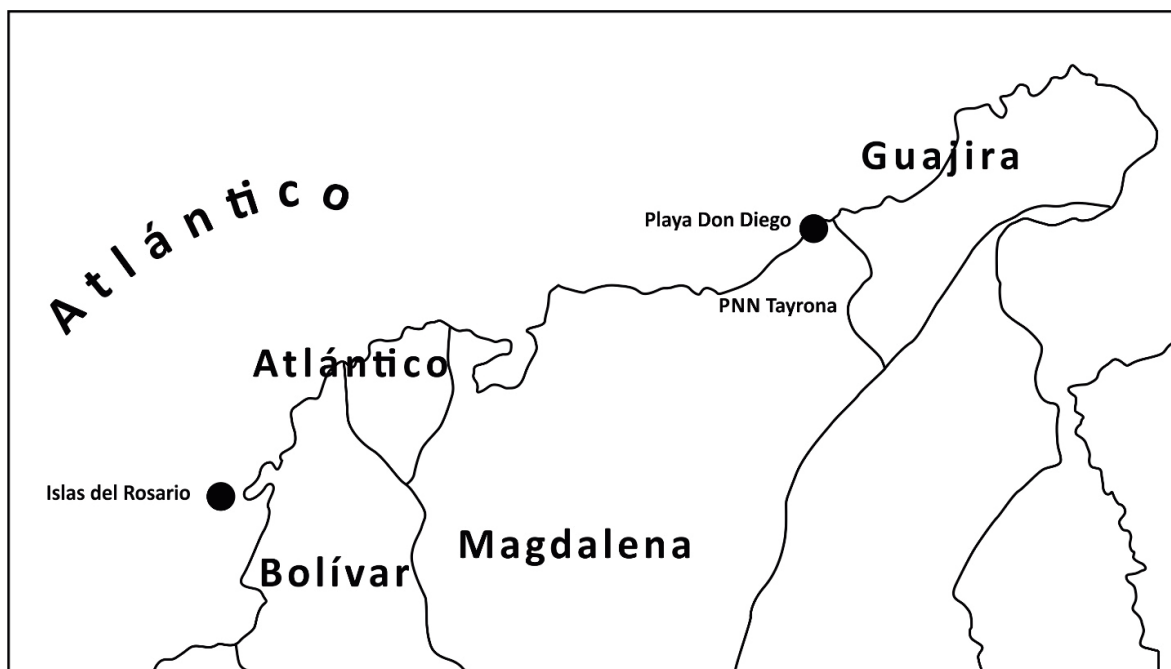 Atlántico
Guajira
Playa Don Diego
PNN Tayrona
Atlántico
Islas del Rosario
Magdalena
Bolívar